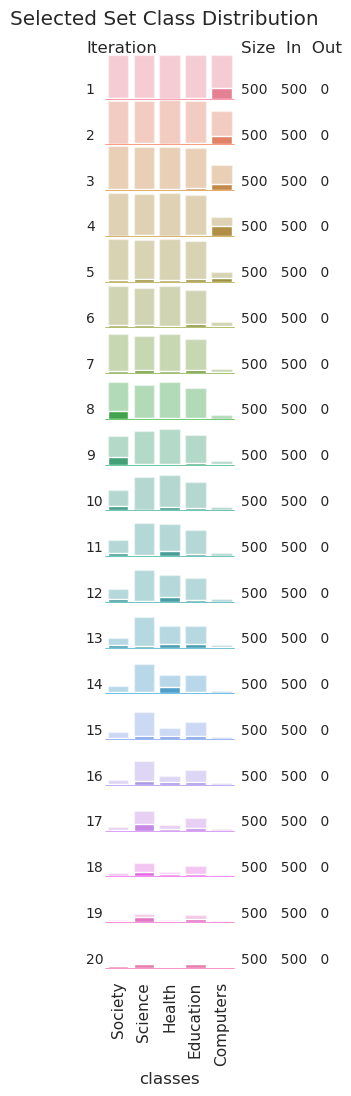 Selected Set Class Distribution
Iteration Size In Out
1 500 500 0
2 500 500 0
3 500 500 0
4 500 500 0
5 500 500 0
6 500 500 0
7 500 500 0
8 500 500 0
9 500 500 0
10 500 500 0
11 500 500 0
12 500 500 0
13 500 500 0
14 500 500 0
15 500 500 0
16 500 500 0
17 500 500 0
18 500 500 0
19 500 500 0
20 500 500 0
Society
Science
Health
Education
Computers
classes